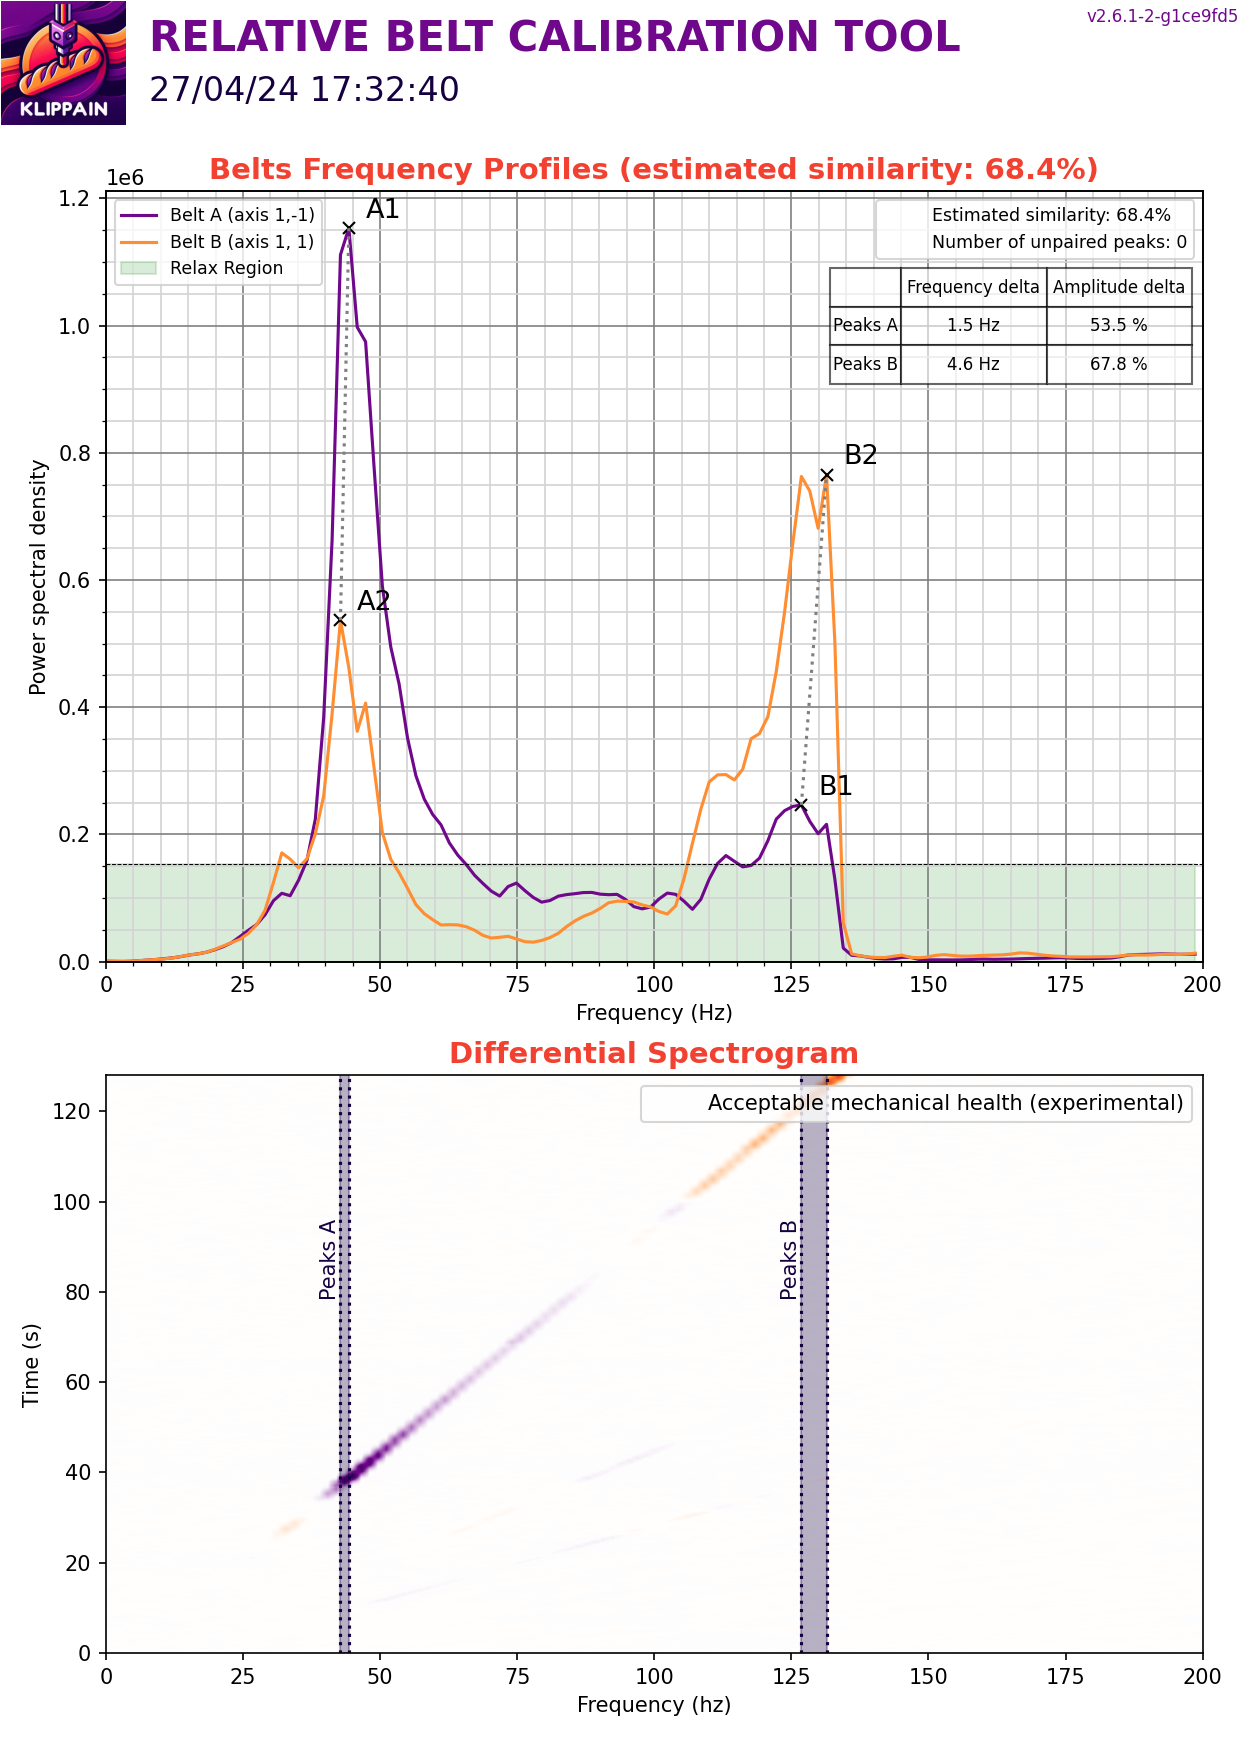 v2.6.1-2-g1ce9fd5
RELATIVE BELT CALIBRATION TOOL
27/04/24 17:32:40
KLIPPAIN
Belts Frequency Profiles (estimated similarity: 68.4%)
1e6
Belt A (axis 1,-1)
Belt B (axis 1, 1)
Relax Region
Estimated similarity: 68.4%
Number of unpaired peaks: 0
Frequency delta Amplitude delta
Peaks A 1.5 Hz 53.5 %
Peaks B 4.6 Hz 67.8 %
A1
A2
B2
B1
Power spectral density
1.2
1.0
0.8
0.6
0.4
0.2
0.0
0 25 50 75 100 125 150 175 200
Frequency (Hz)
Differential Spectrogram
Acceptable mechanical health (experimental)
Peaks A
Peaks B
Time (s)
120
100
80
60
40
20
0
0 25 50 75 100 125 150 175 200
Frequency (hz)